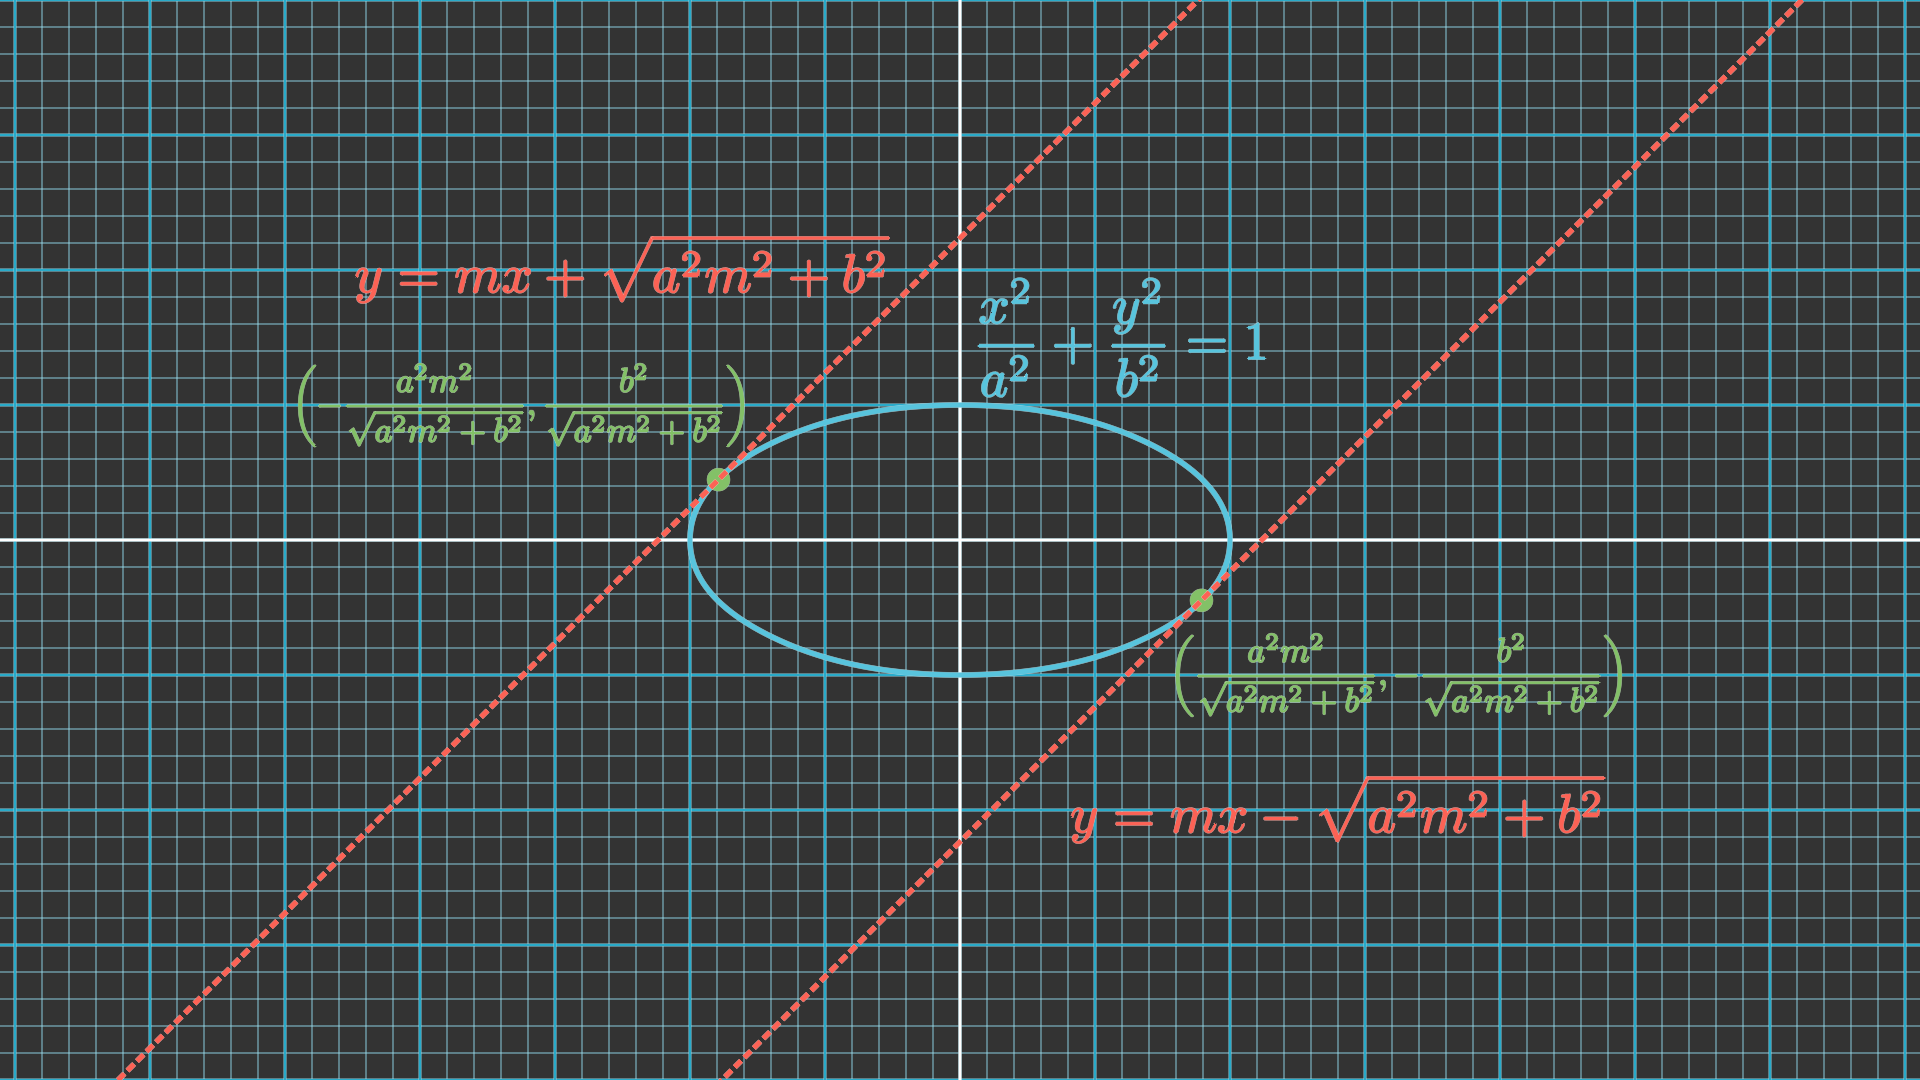 y = mx + √(a²m² + b²)
x²/a² + y²/b² = 1
(−a²m²/√(a²m² + b²), b²/√(a²m² + b²))
(a²m²/√(a²m² + b²), −b²/√(a²m² + b²))
y = mx − √(a²m² + b²)